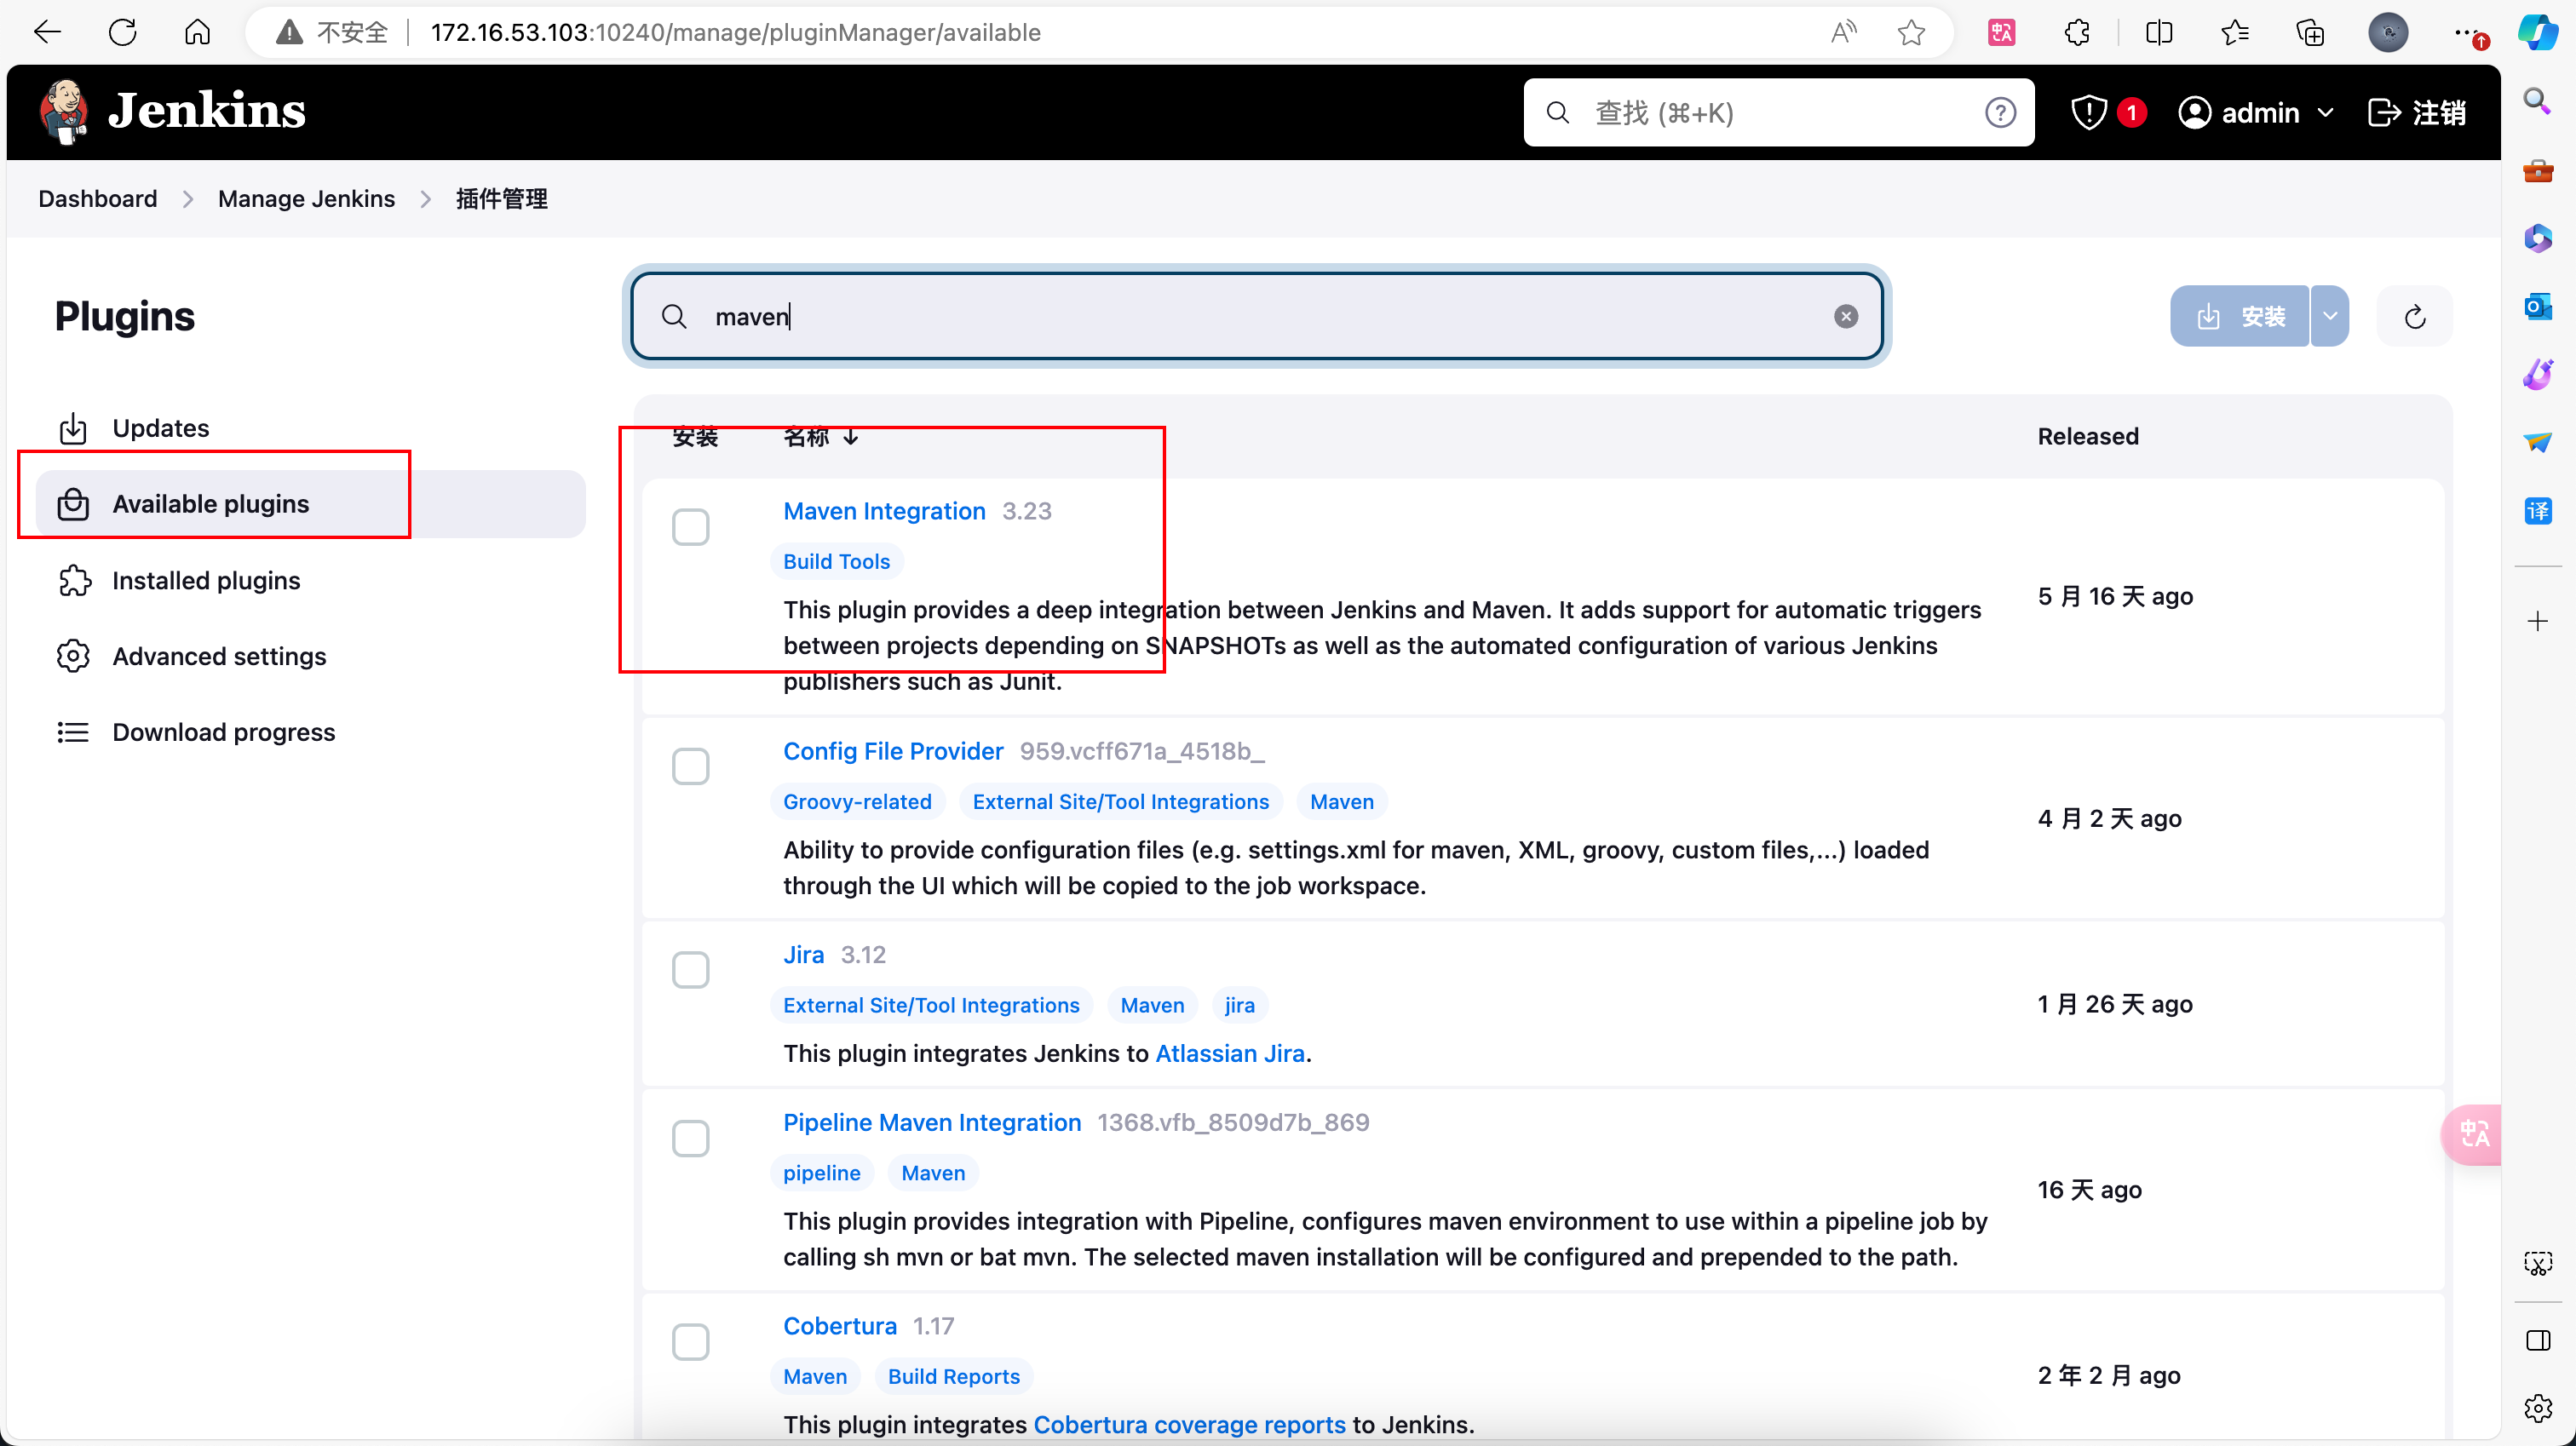 不安全 172.16.53.103:10240/manage/pluginManager/available
Jenkins
查找 (⌘+K)
1
admin
注销
Dashboard
Manage Jenkins
插件管理
Plugins
Updates
Available plugins
Installed plugins
Advanced settings
Download progress
maven
安装
安装 名称 ↓ Released
Maven Integration 3.23
Build Tools
This plugin provides a deep integration between Jenkins and Maven. It adds support for automatic triggers
between projects depending on SNAPSHOTs as well as the automated configuration of various Jenkins
publishers such as Junit.
5 月 16 天 ago
Config File Provider 959.vcff671a_4518b_
Groovy-related External Site/Tool Integrations Maven
Ability to provide configuration files (e.g. settings.xml for maven, XML, groovy, custom files,...) loaded
through the UI which will be copied to the job workspace.
4 月 2 天 ago
Jira 3.12
External Site/Tool Integrations Maven jira
This plugin integrates Jenkins to Atlassian Jira.
1 月 26 天 ago
Pipeline Maven Integration 1368.vfb_8509d7b_869
pipeline Maven
This plugin provides integration with Pipeline, configures maven environment to use within a pipeline job by
calling sh mvn or bat mvn. The selected maven installation will be configured and prepended to the path.
16 天 ago
Cobertura 1.17
Maven Build Reports
This plugin integrates Cobertura coverage reports to Jenkins.
2 年 2 月 ago
译
中A